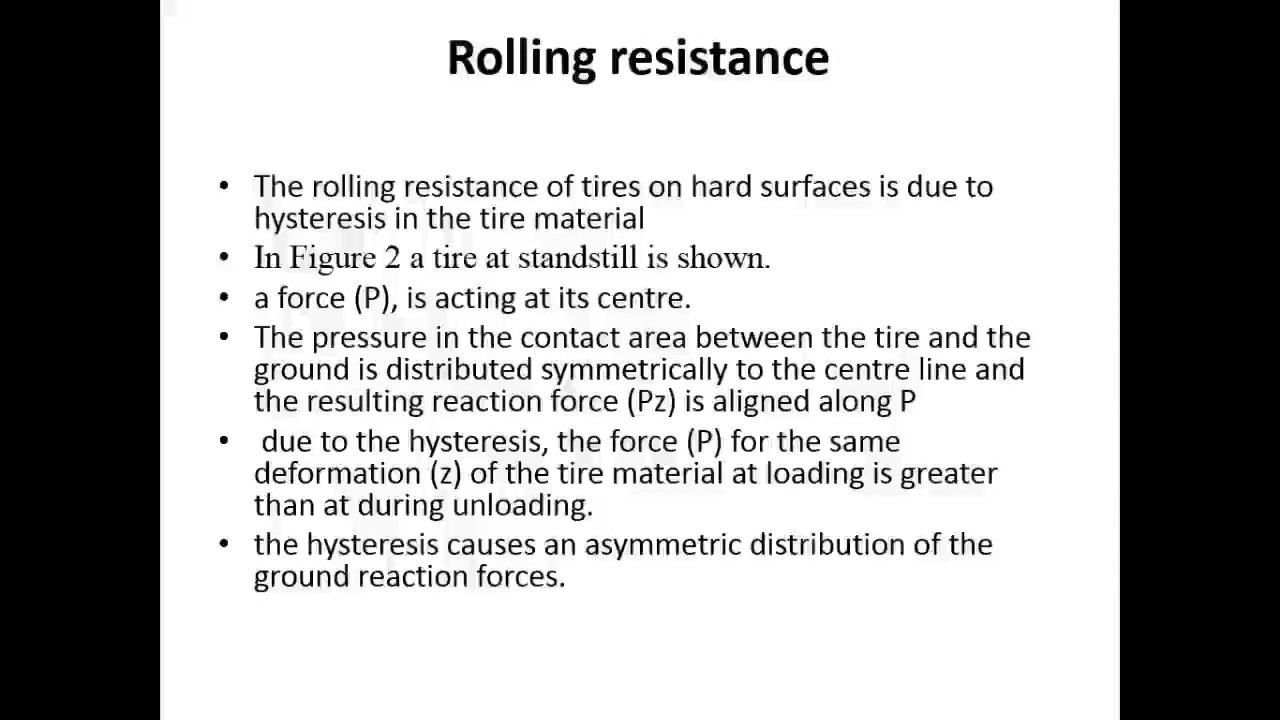 Rolling resistance
• The rolling resistance of tires on hard surfaces is due to
hysteresis in the tire material
• In Figure 2 a tire at standstill is shown.
• a force (P), is acting at its centre.
• The pressure in the contact area between the tire and the
ground is distributed symmetrically to the centre line and
the resulting reaction force (Pz) is aligned along P
• due to the hysteresis, the force (P) for the same
deformation (z) of the tire material at loading is greater
than at during unloading.
• the hysteresis causes an asymmetric distribution of the
ground reaction forces.